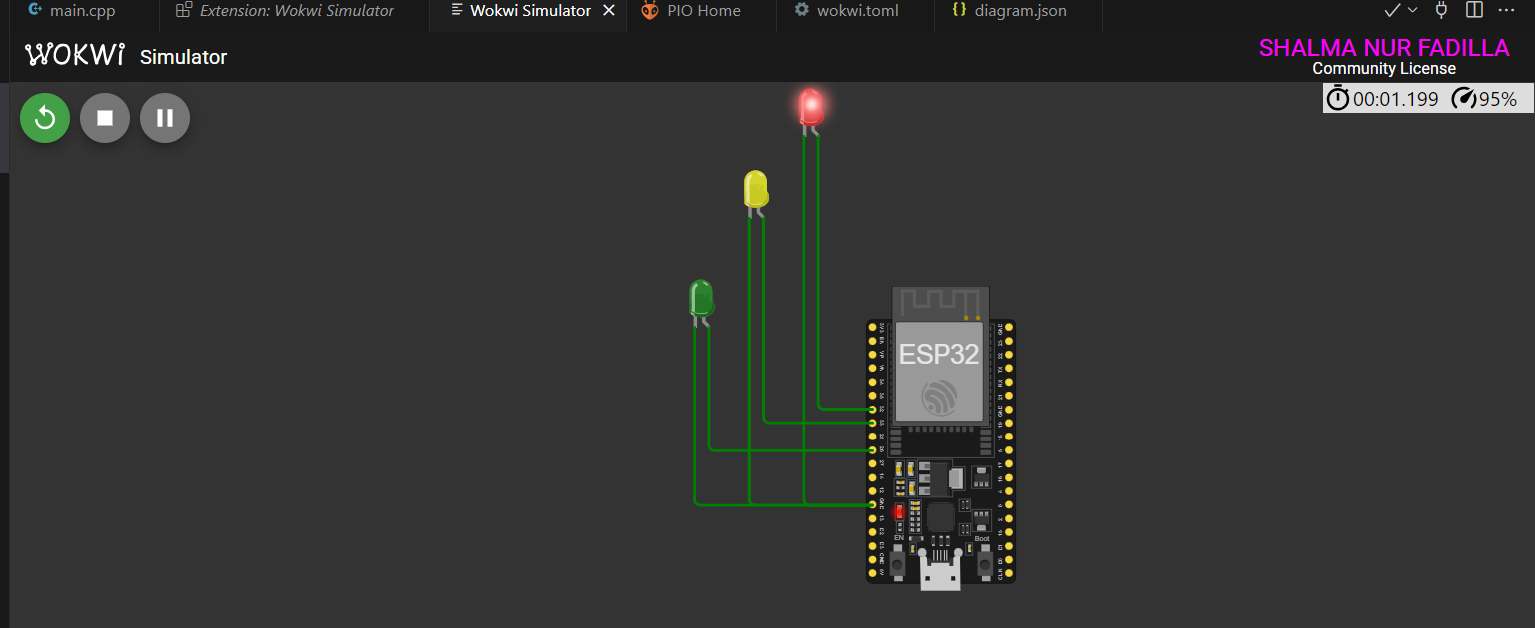 main.cpp
Extension: Wokwi Simulator
Wokwi Simulator
PIO Home
wokwi.toml
{} diagram.json
WOKWi Simulator
SHALMA NUR FADILLA
Community License
00:01.199 95%
ESP32
EN
Boot